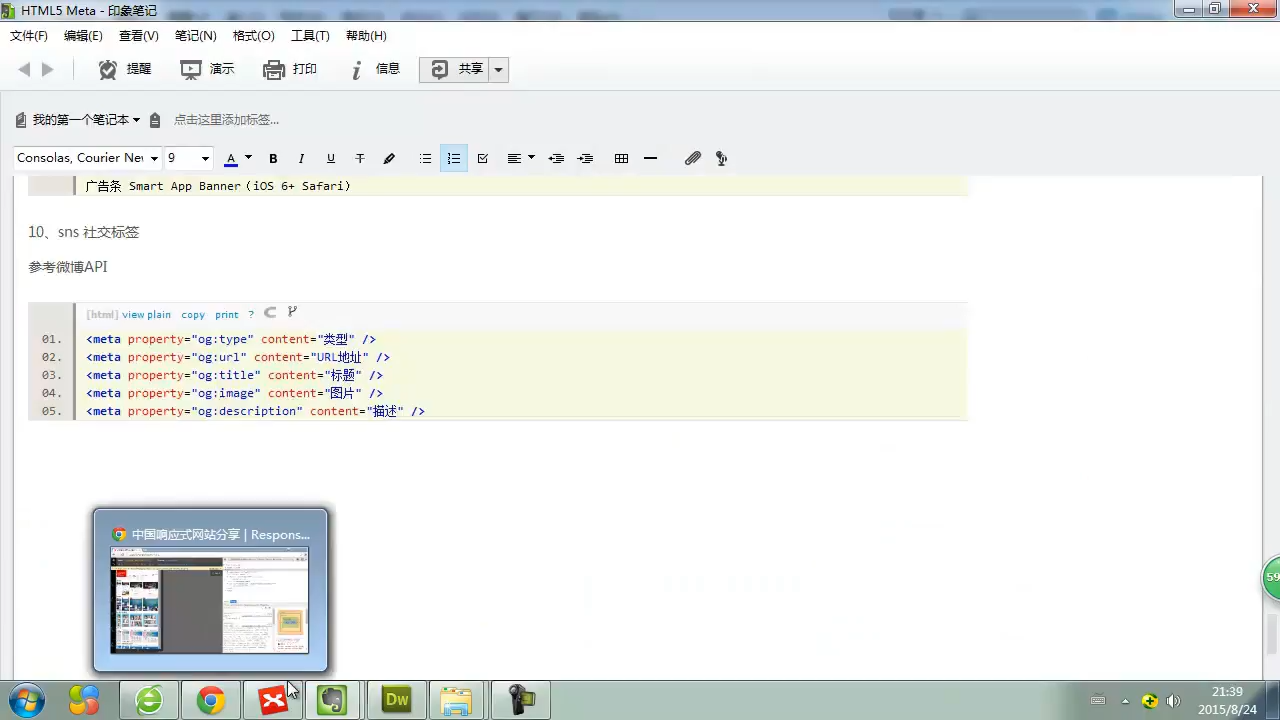 HTML5 Meta - 印象笔记
文件(F) 编辑(E) 查看(V) 笔记(N) 格式(O) 工具(T) 帮助(H)
提醒 演示 打印 信息 共享
我的第一个笔记本 点击这里添加标签...
Consolas, Courier Nev 9 A B I U T
广告条 Smart App Banner（iOS 6+ Safari）
10、sns 社交标签
参考微博API
[html] view plain copy print ?
01. <meta property="og:type" content="类型" />
02. <meta property="og:url" content="URL地址" />
03. <meta property="og:title" content="标题" />
04. <meta property="og:image" content="图片" />
05. <meta property="og:description" content="描述" />
中国响应式网站分享 | Respons...
59
Dw
21:39
2015/8/24